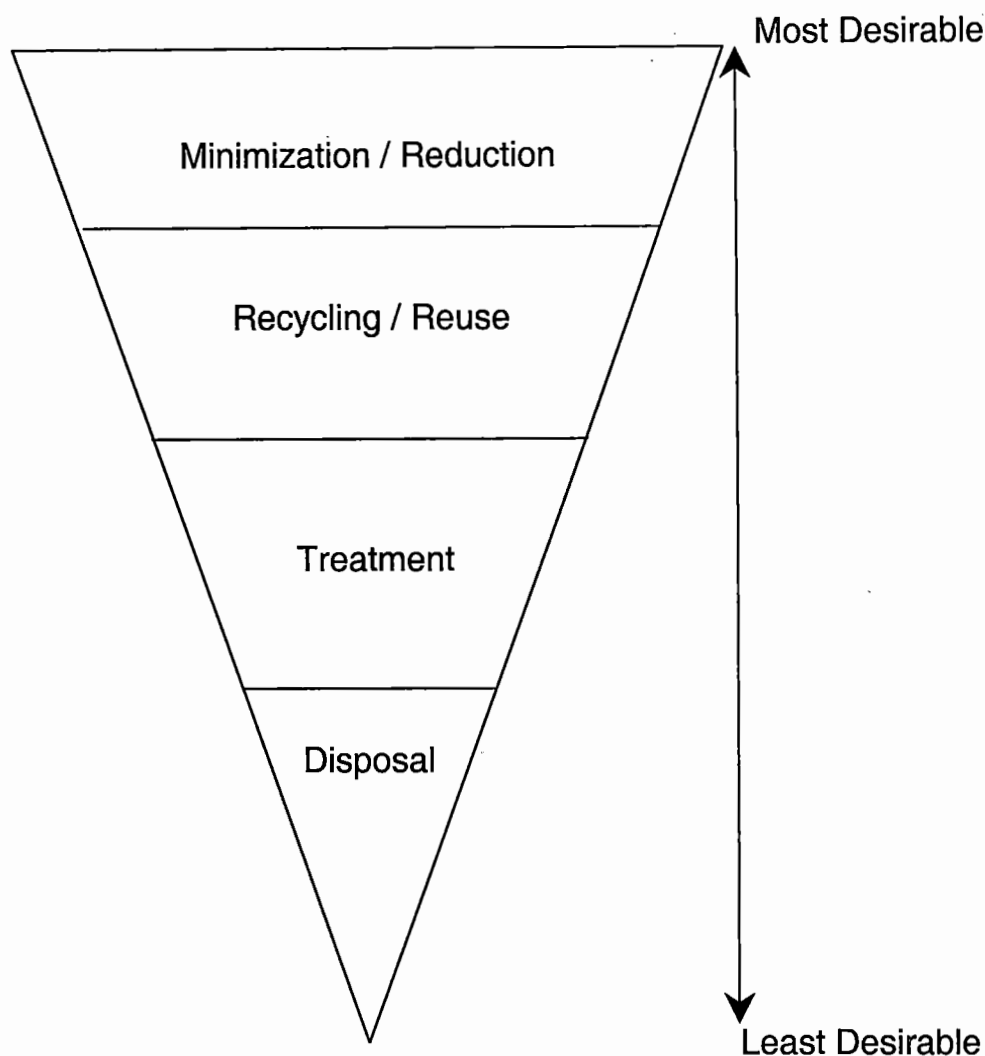 Most Desirable
Minimization / Reduction
Recycling / Reuse
Treatment
Disposal
Least Desirable